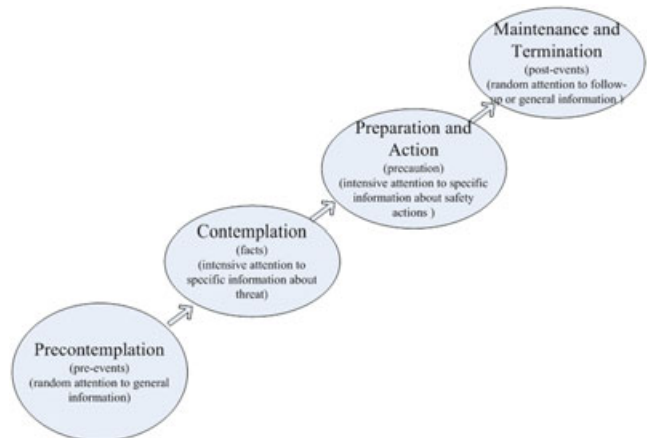 Maintenance and
Termination
(post-events)
(random attention to follow-
up or general information )
Preparation and
Action
(precaution)
(intensive attention to specific
information about safety
actions )
Contemplation
(facts)
(intensive attention to
specific information about
threat)
Precontemplation
(pre-events)
(random attention to general
information)